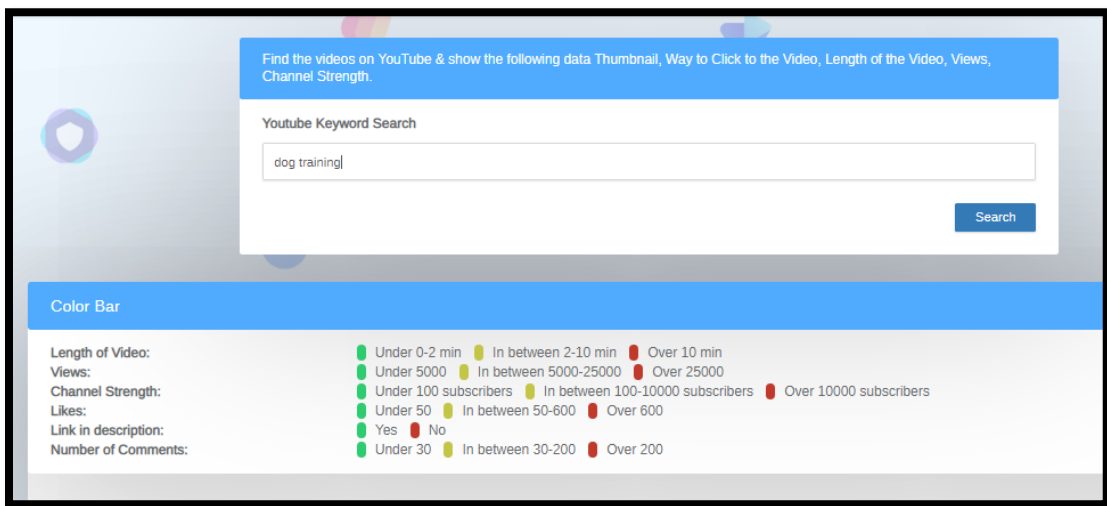 Find the videos on YouTube & show the following data Thumbnail, Way to Click to the Video, Length of the Video, Views,
Channel Strength.
Youtube Keyword Search
dog training
Search
Color Bar
Length of Video: Under 0-2 min In between 2-10 min Over 10 min
Views: Under 5000 In between 5000-25000 Over 25000
Channel Strength: Under 100 subscribers In between 100-10000 subscribers Over 10000 subscribers
Likes: Under 50 In between 50-600 Over 600
Link in description: Yes No
Number of Comments: Under 30 In between 30-200 Over 200